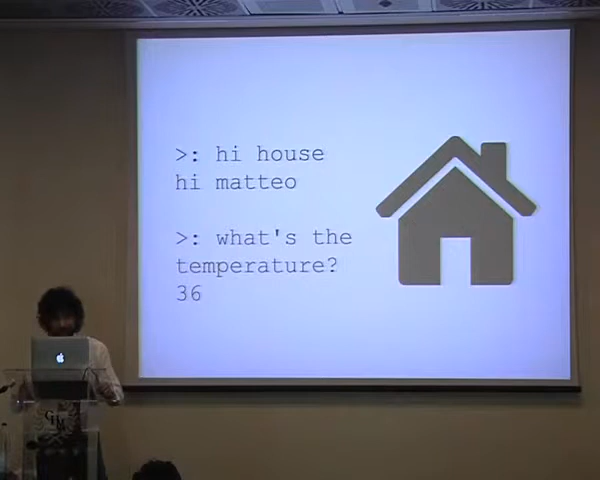 >: hi house
hi matteo
>: what's the
temperature?
36